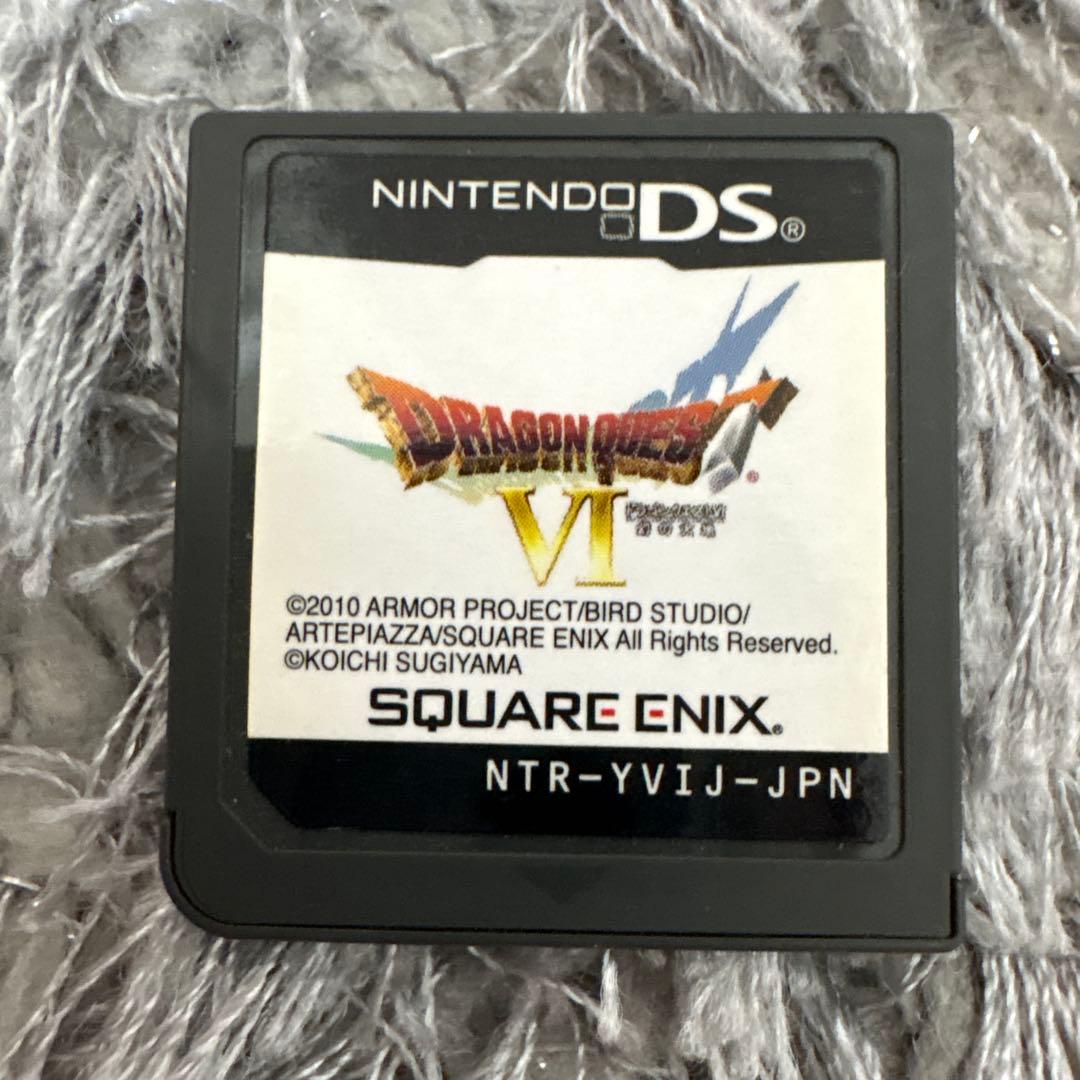 NINTENDO DS®
DRAGON QUEST®
VI
©2010 ARMOR PROJECT/BIRD STUDIO/
ARTEPIAZZA/SQUARE ENIX All Rights Reserved.
©KOICHI SUGIYAMA
SQUARE ENIX®
NTR-YVIJ-JPN